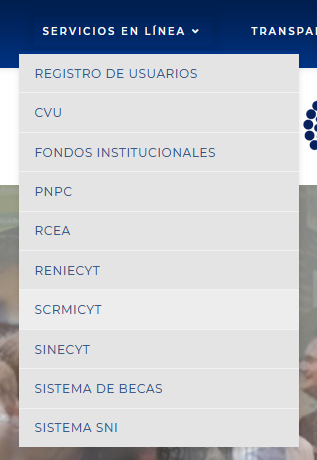 SERVICIOS EN LÍNEA
REGISTRO DE USUARIOS
CVU
FONDOS INSTITUCIONALES
PNPC
RCEA
RENIECYT
SCRMICYT
SINECYT
SISTEMA DE BECAS
SISTEMA SNI